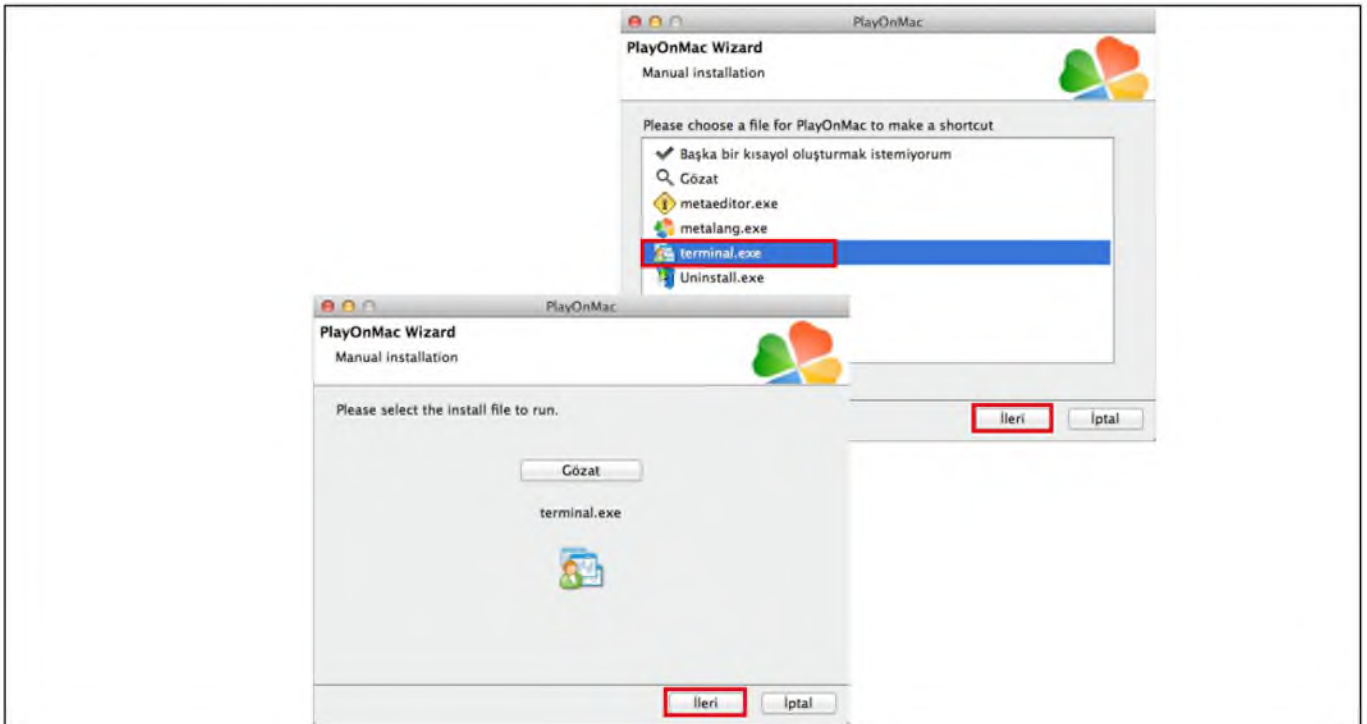 PlayOnMac
PlayOnMac Wizard
Manual installation
Please choose a file for PlayOnMac to make a shortcut
Başka bir kısayol oluşturmak istemiyorum
Gözat
metaeditor.exe
metalang.exe
terminal.exe
Uninstall.exe
İleri
İptal
PlayOnMac
PlayOnMac Wizard
Manual installation
Please select the install file to run.
Gözat
terminal.exe
İleri
İptal